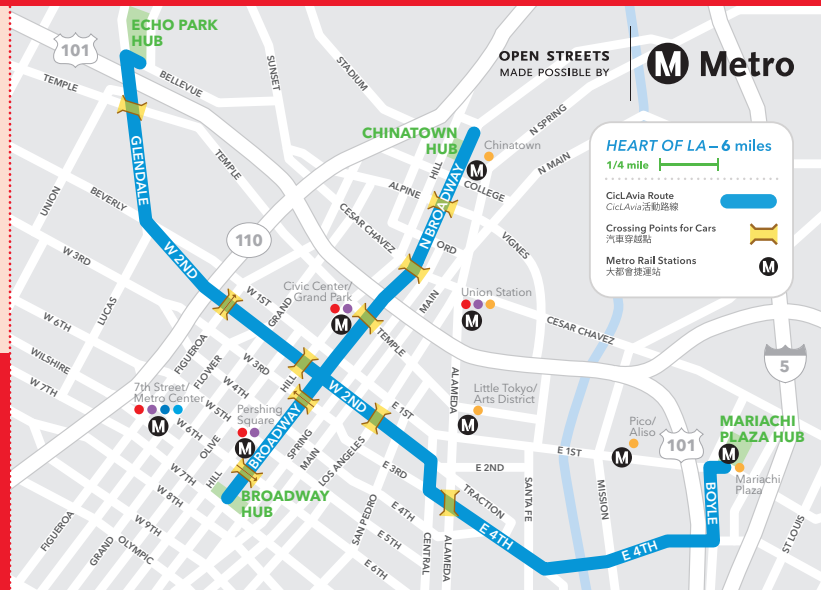 ECHO PARK
HUB
101
TEMPLE
BELLEVUE
SUNSET
STADIUM
OPEN STREETS
MADE POSSIBLE BY
M Metro
N SPRING
N MAIN
CHINATOWN
HUB
Chinatown
M
HEART OF LA – 6 miles
1/4 mile
CicLAvia Route
CicLAvia活動路線
Crossing Points for Cars
汽車穿越點
Metro Rail Stations
大都會捷運站
M
GLENDALE
TEMPLE
UNION
BEVERLY
HILL
ALPINE
COLLEGE
N BROADWAY
CESAR CHAVEZ
ORD
VIGNES
110
W 3RD
W 2ND
LUCAS
W 1ST
GRAND
Civic Center/
Grand Park
M
MAIN
Union Station
M
TEMPLE
CESAR CHAVEZ
W 6TH
WILSHIRE
W 7TH
FIGUEROA
FLOWER
W 3RD
W 4TH
W 5TH
HILL
W 2ND
5
7th Street/
Metro Center
M
W 6TH
OLIVE
Pershing
Square
M
BROADWAY
SPRING
MAIN
LOS ANGELES
E 1ST
ALAMEDA
Little Tokyo/
Arts District
M
E 1ST
Pico/
Aliso
M
101
MARIACHI
PLAZA HUB
M
Mariachi
Plaza
BOYLE
W 7TH
W 8TH
HILL
BROADWAY
HUB
E 2ND
E 3RD
TRACTION
SANTA FE
MISSION
W 9TH
OLYMPIC
FIGUEROA
GRAND
SAN PEDRO
E 4TH
E 5TH
E 6TH
CENTRAL
ALAMEDA
E 4TH
E 4TH
ST LOUIS